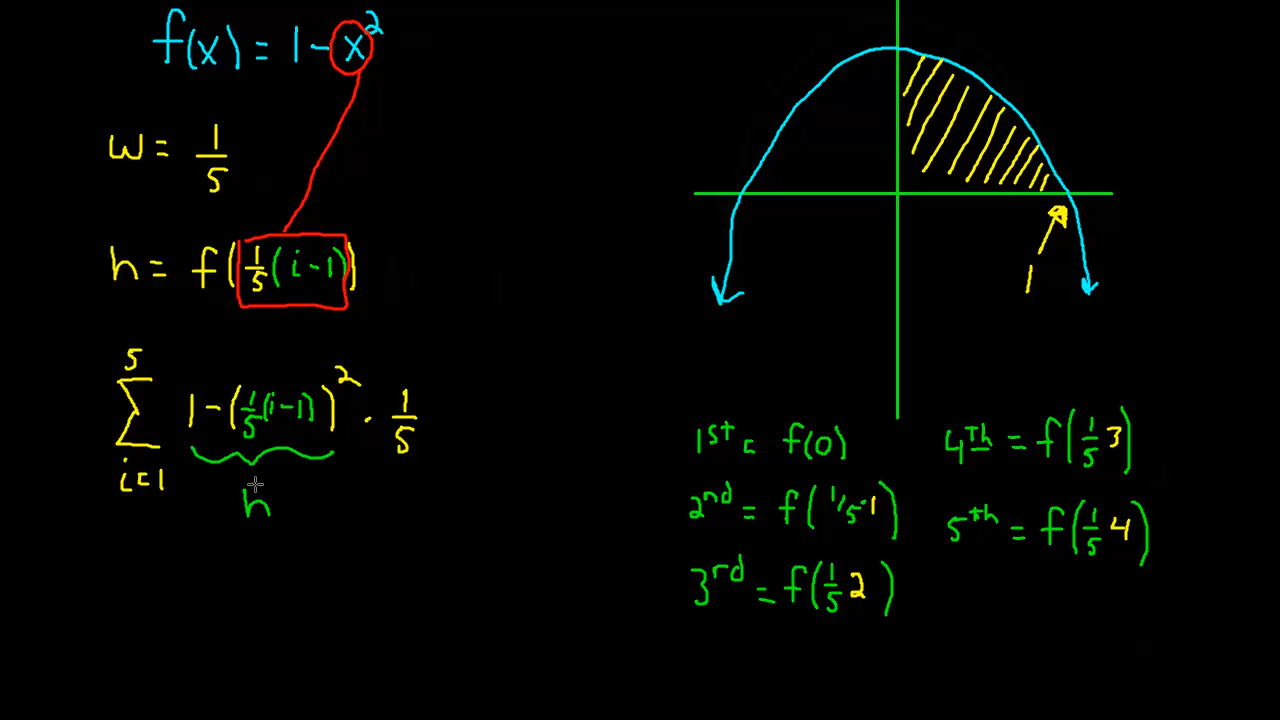 f(x) = 1 - x²
w = 1/5
h = f(1/5(i-1))
5
∑ 1 - (1/5(i-1))² · 1/5
i=1
h
1
1st = f(0)
2nd = f(1/5·1)
3rd = f(1/5 2)
4th = f(1/5 3)
5th = f(1/5 4)